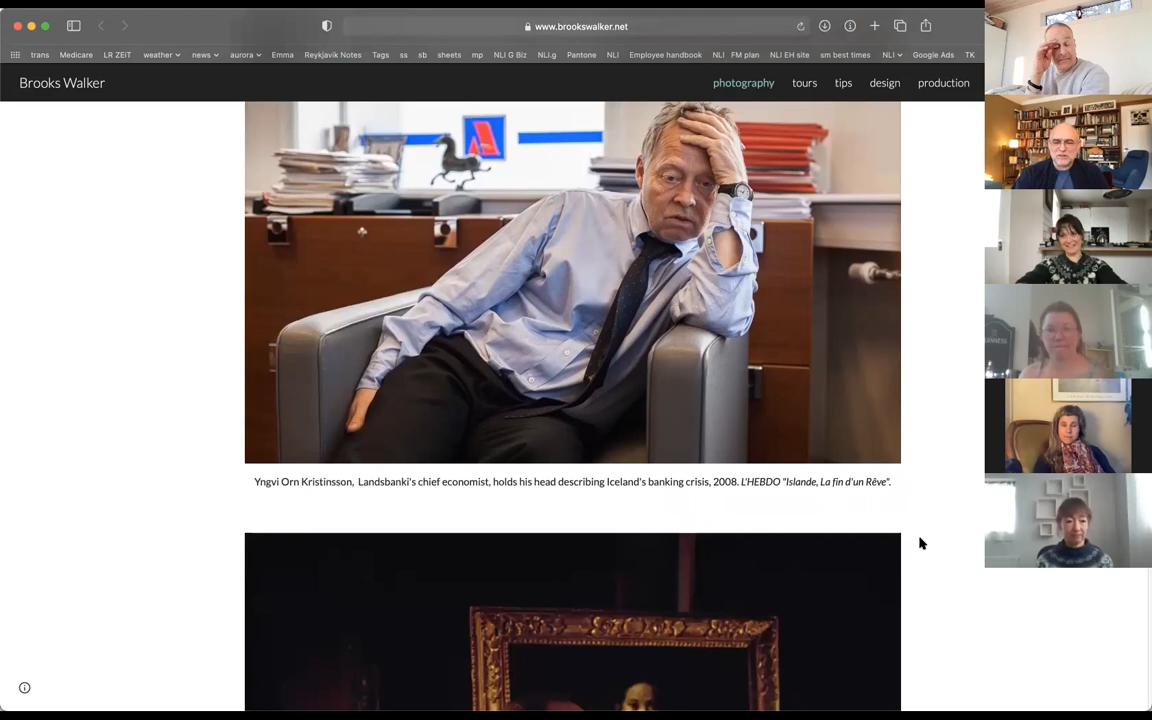 www.brookswalker.net
trans Medicare LR ZEIT weather news aurora Emma Reykjavik Notes Tags ss sb sheets mp NLI G Biz NLI.g Pantone NLI Employee handbook NLI FM plan NLI EH site sm best times NLI Google Ads TK
Brooks Walker
photography tours tips design production
Yngvi Orn Kristinsson, Landsbanki's chief economist, holds his head describing Iceland's banking crisis, 2008. L'HEBDO "Islande, La fin d'un Rêve".
GUINNESS